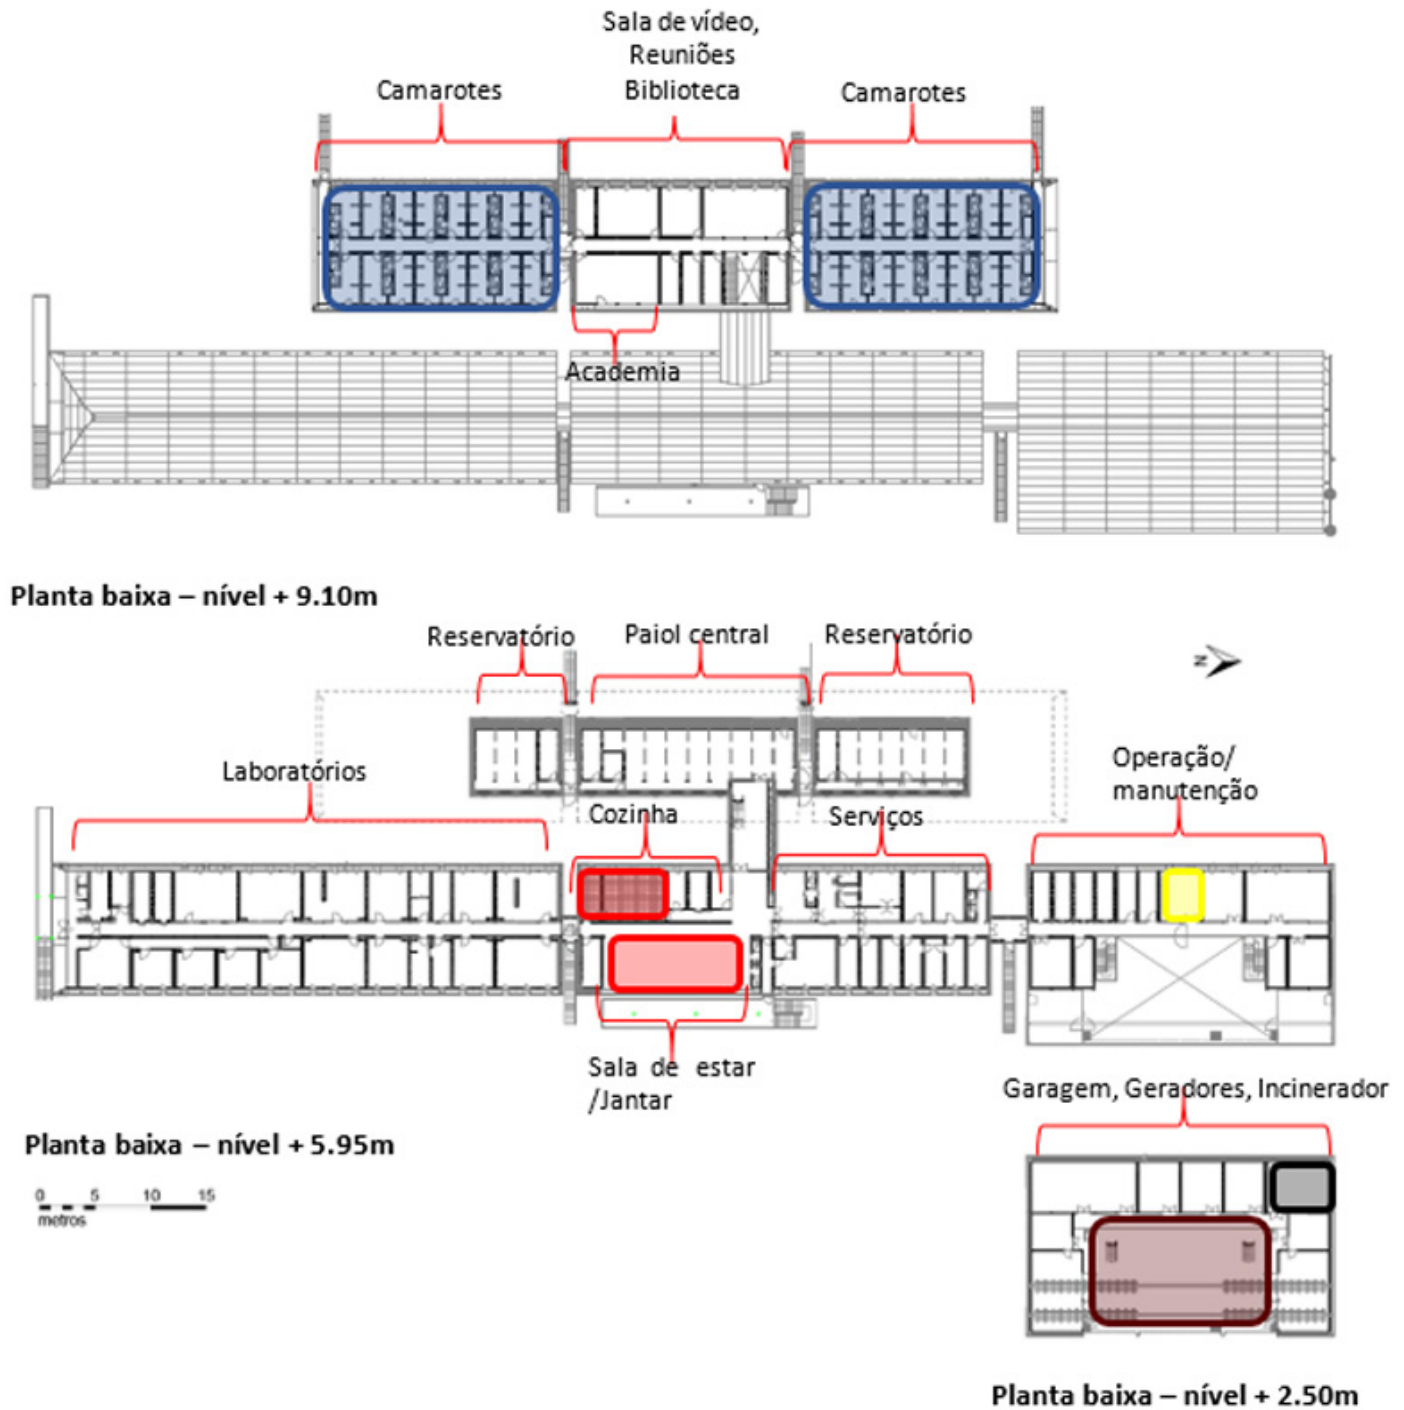 Sala de vídeo,
Reuniões
Biblioteca
Camarotes
Camarotes
Academia
Planta baixa – nível + 9.10m
Reservatório
Paiol central
Reservatório
N
Laboratórios
Cozinha
Serviços
Operação/
manutenção
Sala de estar
/Jantar
Garagem, Geradores, Incinerador
Planta baixa – nível + 5.95m
0 5 10 15
metros
Planta baixa – nível + 2.50m